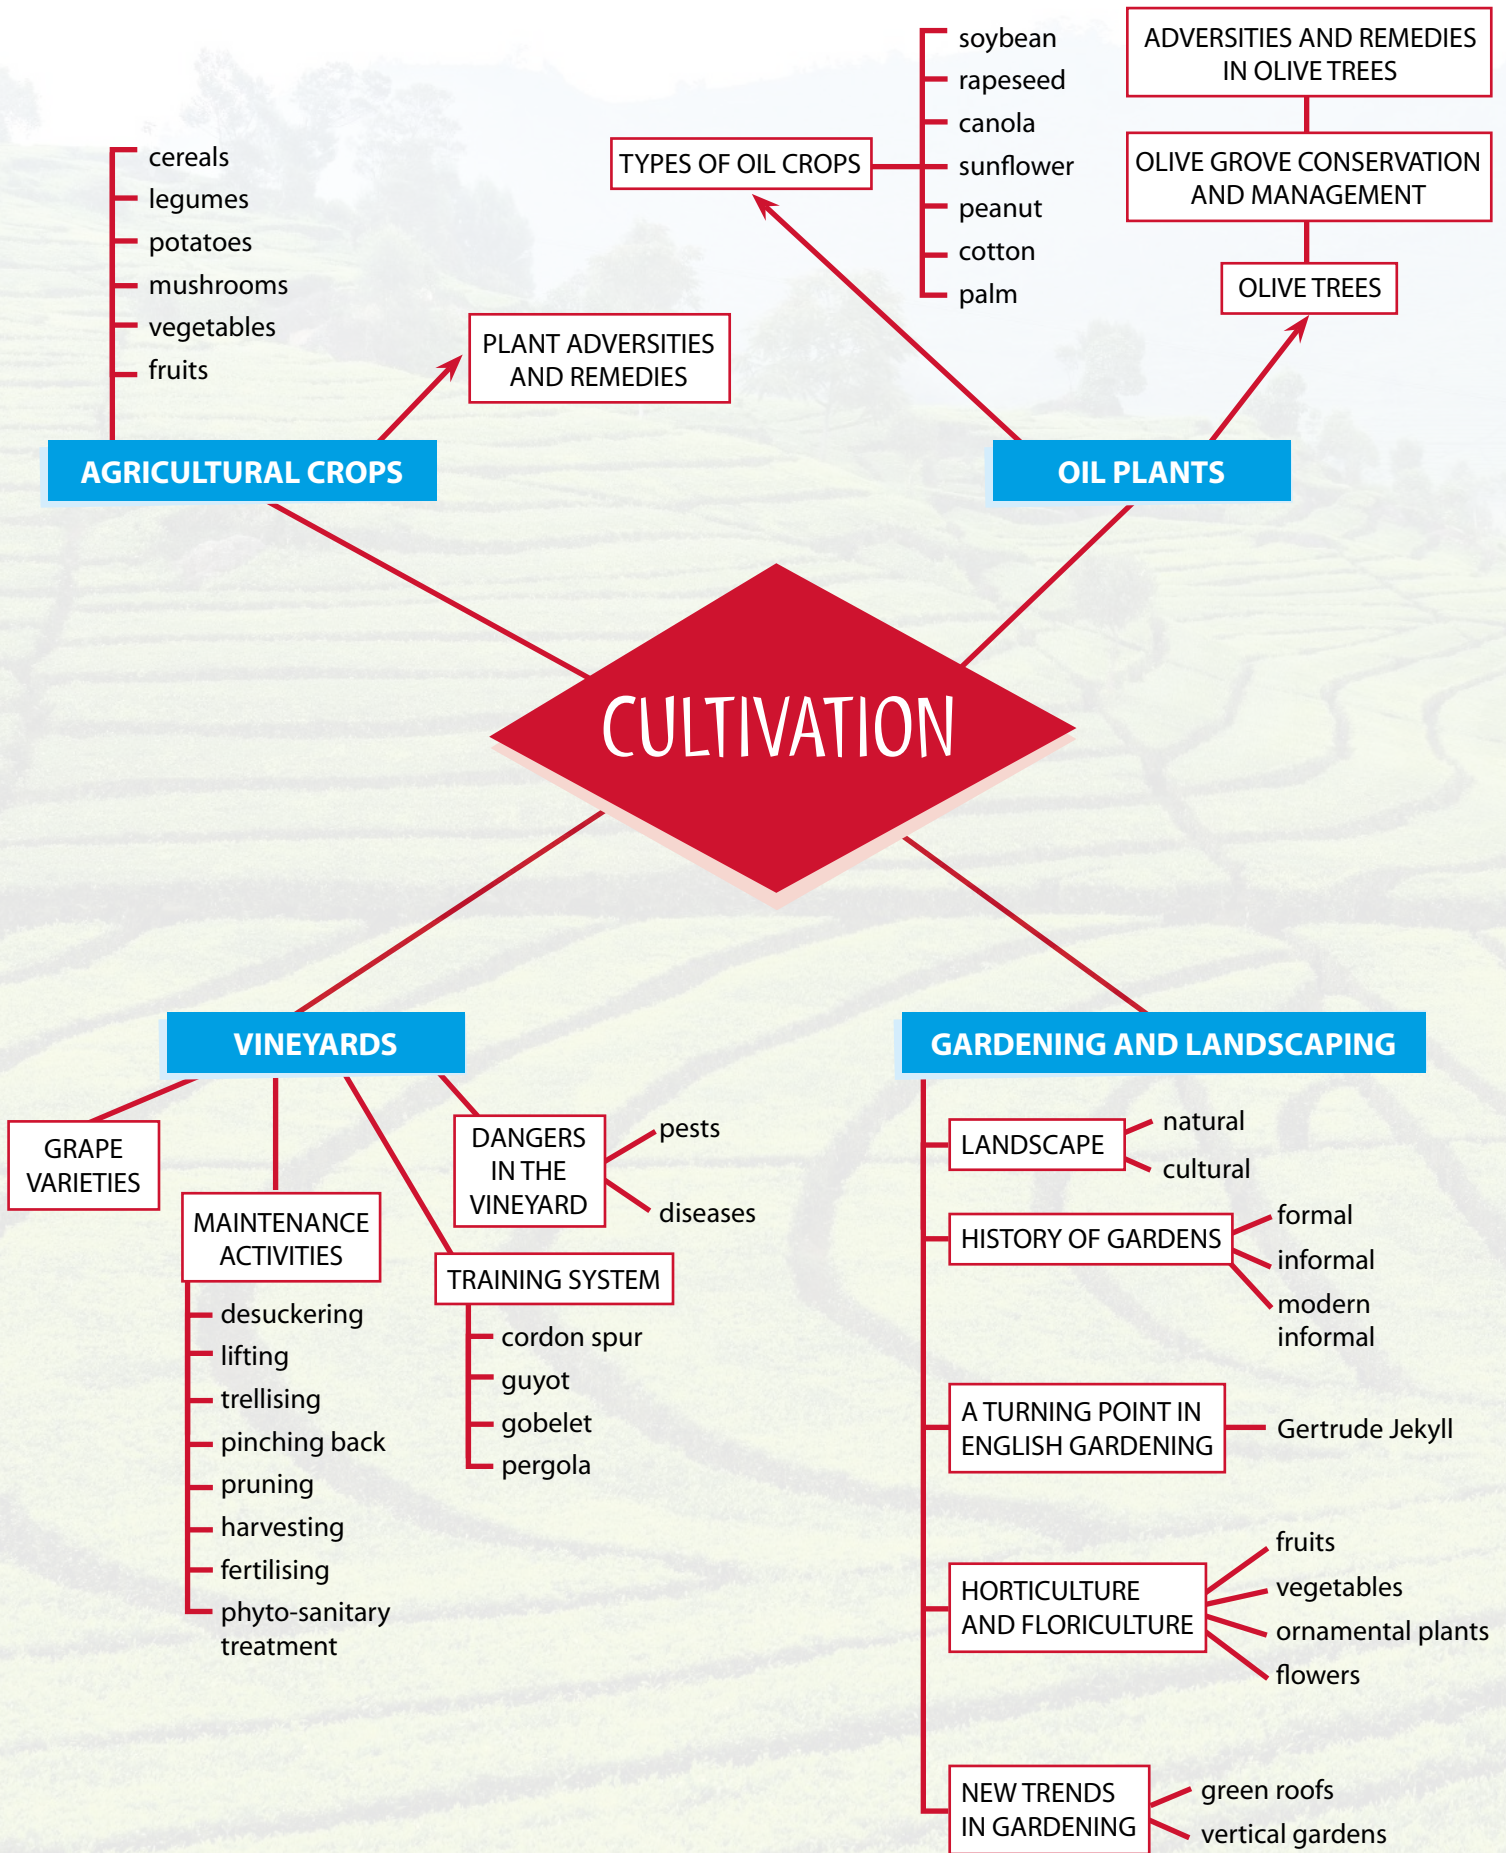 cereals
legumes
potatoes
mushrooms
vegetables
fruits
PLANT ADVERSITIES
AND REMEDIES
AGRICULTURAL CROPS
TYPES OF OIL CROPS
soybean
rapeseed
canola
sunflower
peanut
cotton
palm
ADVERSITIES AND REMEDIES
IN OLIVE TREES
OLIVE GROVE CONSERVATION
AND MANAGEMENT
OLIVE TREES
OIL PLANTS
CULTIVATION
VINEYARDS
GRAPE
VARIETIES
MAINTENANCE
ACTIVITIES
desuckering
lifting
trellising
pinching back
pruning
harvesting
fertilising
phyto-sanitary
treatment
DANGERS
IN THE
VINEYARD
pests
diseases
TRAINING SYSTEM
cordon spur
guyot
gobelet
pergola
GARDENING AND LANDSCAPING
LANDSCAPE
natural
cultural
HISTORY OF GARDENS
formal
informal
modern
informal
A TURNING POINT IN
ENGLISH GARDENING
Gertrude Jekyll
HORTICULTURE
AND FLORICULTURE
fruits
vegetables
ornamental plants
flowers
NEW TRENDS
IN GARDENING
green roofs
vertical gardens